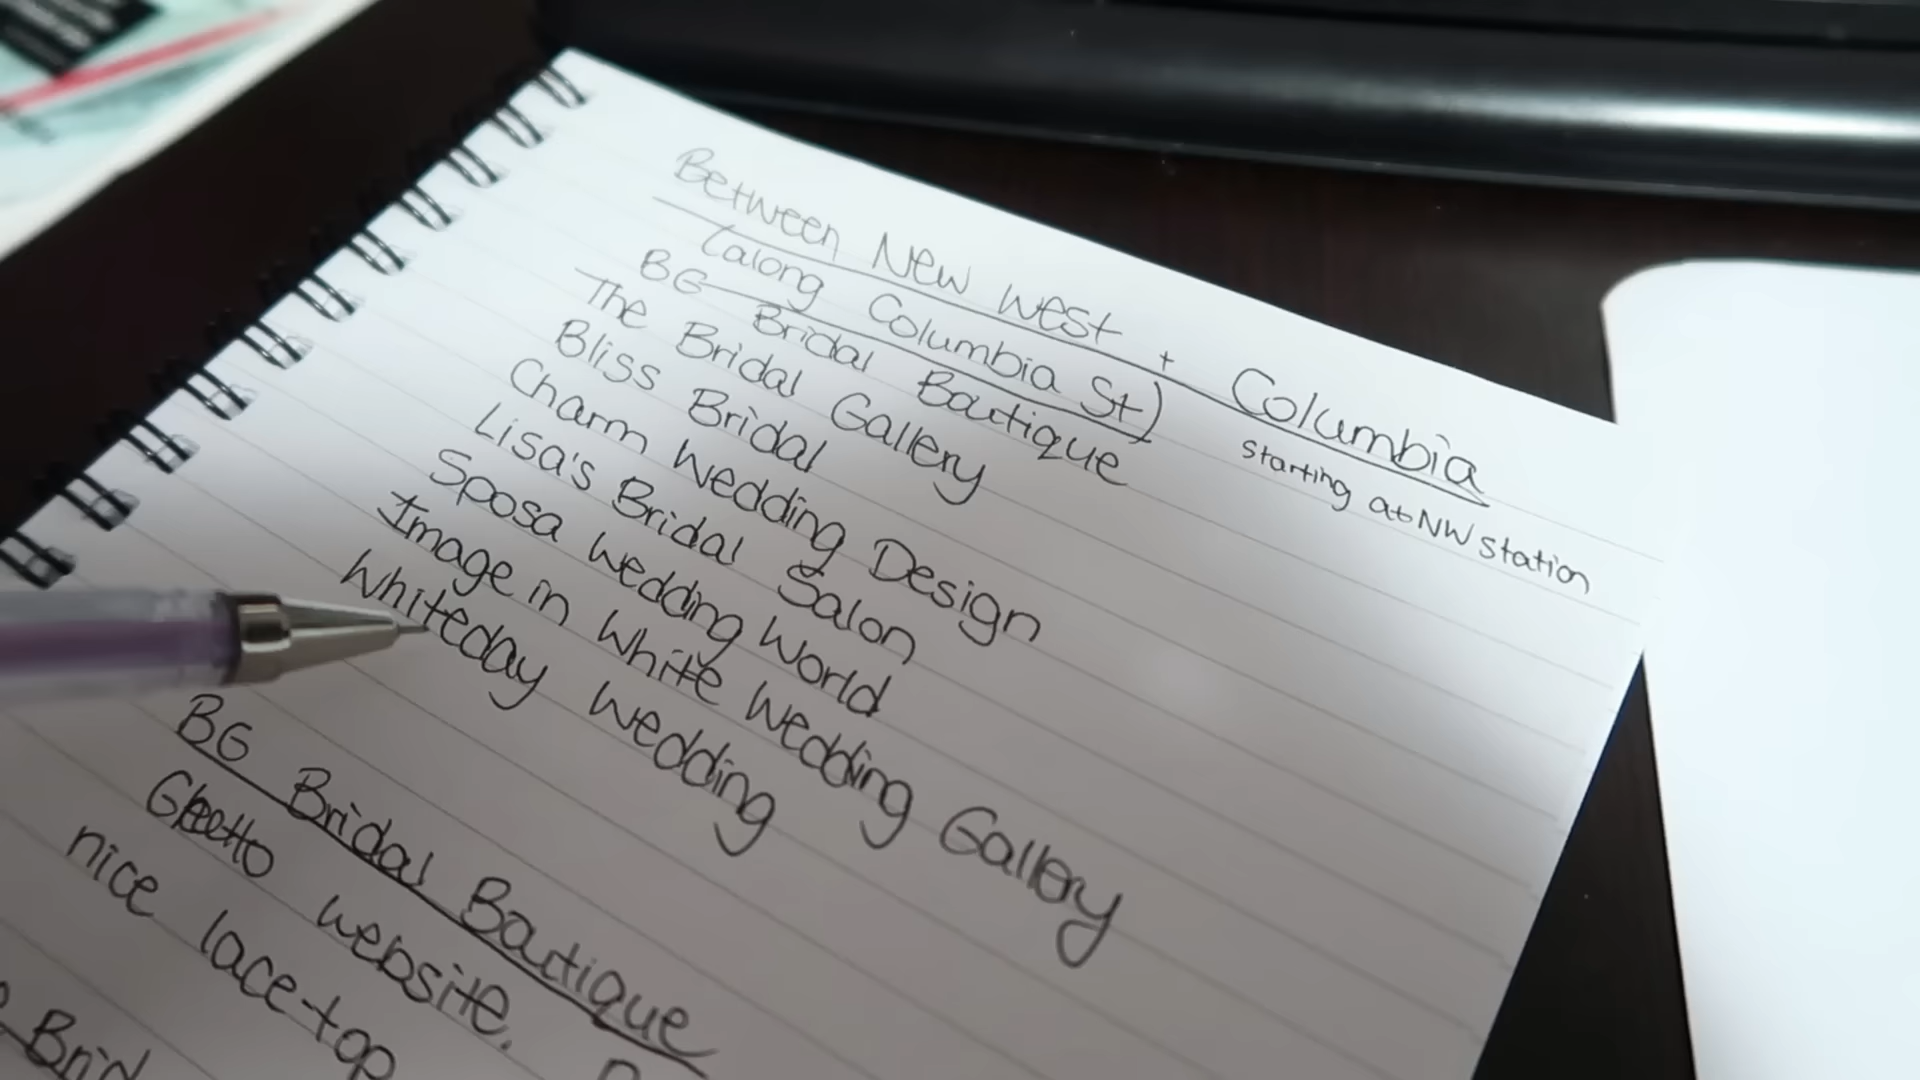 Between New West + Columbia
(along Columbia St) starting at NW station
BG Bridal Boutique
The Bridal Gallery
Bliss Bridal
Charm Wedding Design
Lisa's Bridal Salon
Sposa Wedding World
Image in White Wedding Gallery
Whiteday Wedding
BG Bridal Boutique
Ghetto website.
nice lace-top